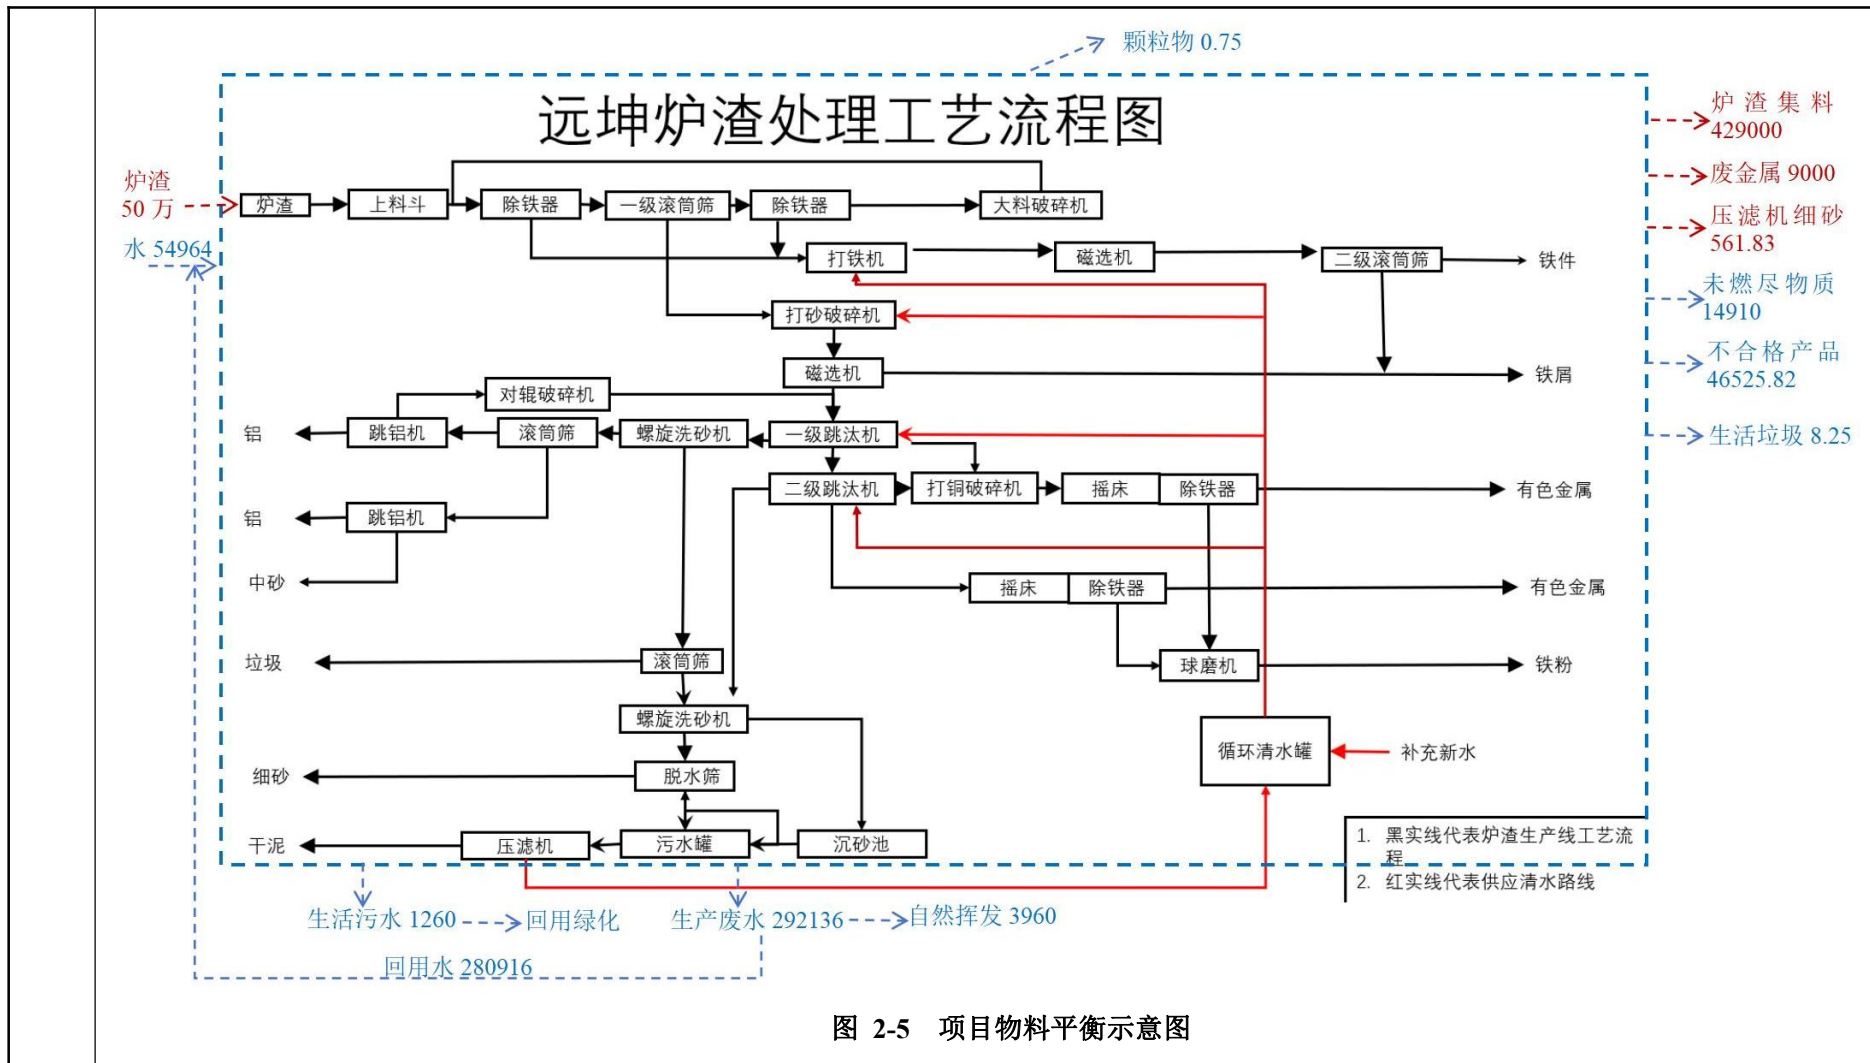 颗粒物 0.75
远坤炉渣处理工艺流程图
炉渣集料
429000
废金属 9000
压滤机细砂
561.83
未燃尽物质
14910
不合格产品
46525.82
生活垃圾 8.25
炉渣
50 万
水 54964
炉渣
上料斗
除铁器
一级滚筒筛
除铁器
大料破碎机
打铁机
磁选机
二级滚筒筛
铁件
打砂破碎机
磁选机
铁屑
对辊破碎机
铝
跳铝机
滚筒筛
螺旋洗砂机
一级跳汰机
二级跳汰机
打铜破碎机
摇床
除铁器
有色金属
铝
跳铝机
中砂
摇床
除铁器
有色金属
垃圾
滚筒筛
球磨机
铁粉
螺旋洗砂机
循环清水罐
补充新水
细砂
脱水筛
干泥
压滤机
污水罐
沉砂池
1. 黑实线代表炉渣生产线工艺流
程
2. 红实线代表供应清水路线
生活污水 1260
回用绿化
生产废水 292136
自然挥发 3960
回用水 280916
图 2-5 项目物料平衡示意图